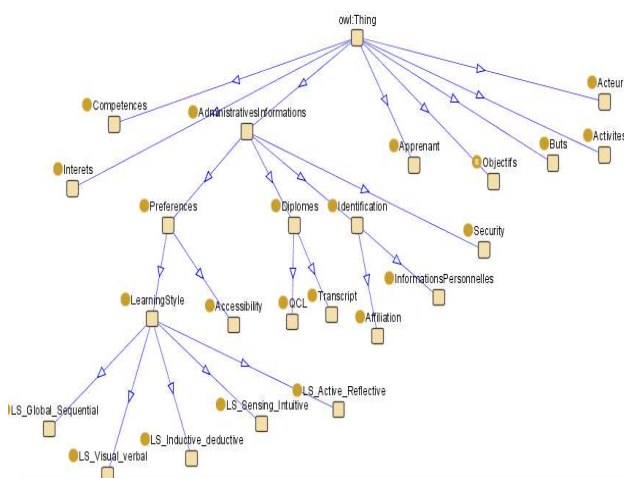 owl:Thing
Acteur
Competences
AdministrativesInformations
Apprenant
Buts
Activites
Interets
Objectifs
Preferences
Diplomes
Identification
Security
InformationsPersonnelles
LearningStyle
Accessibility
QCL
Transcript
Affiliation
LS_Global_Sequential
LS_Sensing_Intuitive
LS_Active_Reflective
LS_Inductive_deductive
LS_Visual_verbal